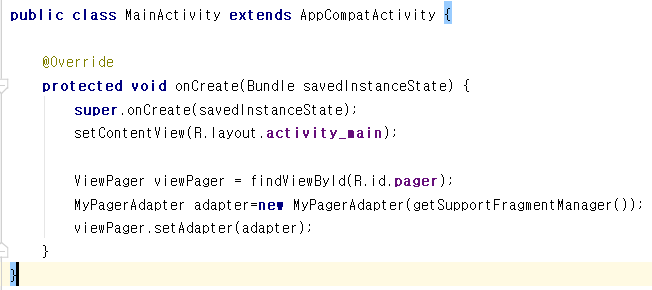 public class MainActivity extends AppCompatActivity {
@Override
protected void onCreate(Bundle savedInstanceState) {
super.onCreate(savedInstanceState);
setContentView(R.layout.activity_main);
ViewPager viewPager = findViewById(R.id.pager);
MyPagerAdapter adapter=new MyPagerAdapter(getSupportFragmentManager());
viewPager.setAdapter(adapter);
}
}